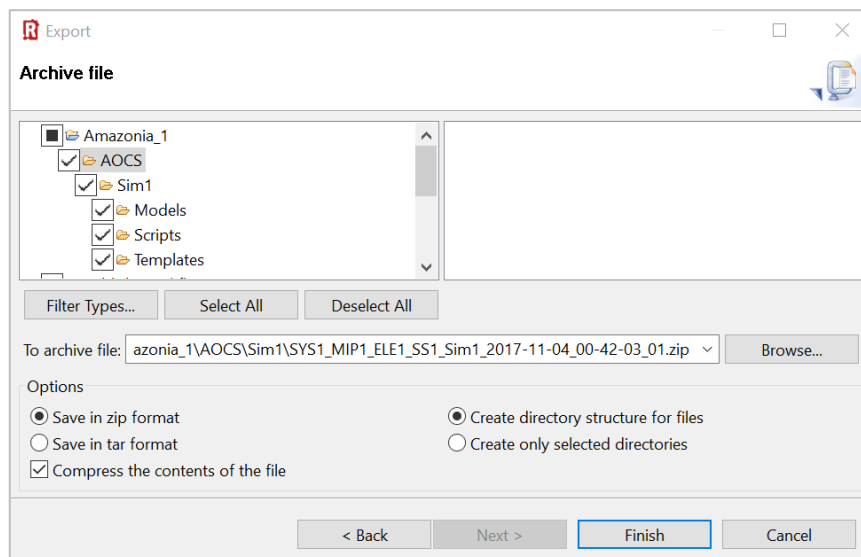 Export
Archive file
Amazonia_1
AOCS
Sim1
Models
Scripts
Templates
Filter Types...
Select All
Deselect All
To archive file:
azonia_1\AOCS\Sim1\SYS1_MIP1_ELE1_SS1_Sim1_2017-11-04_00-42-03_01.zip
Browse...
Options
Save in zip format
Create directory structure for files
Save in tar format
Create only selected directories
Compress the contents of the file
< Back
Next >
Finish
Cancel